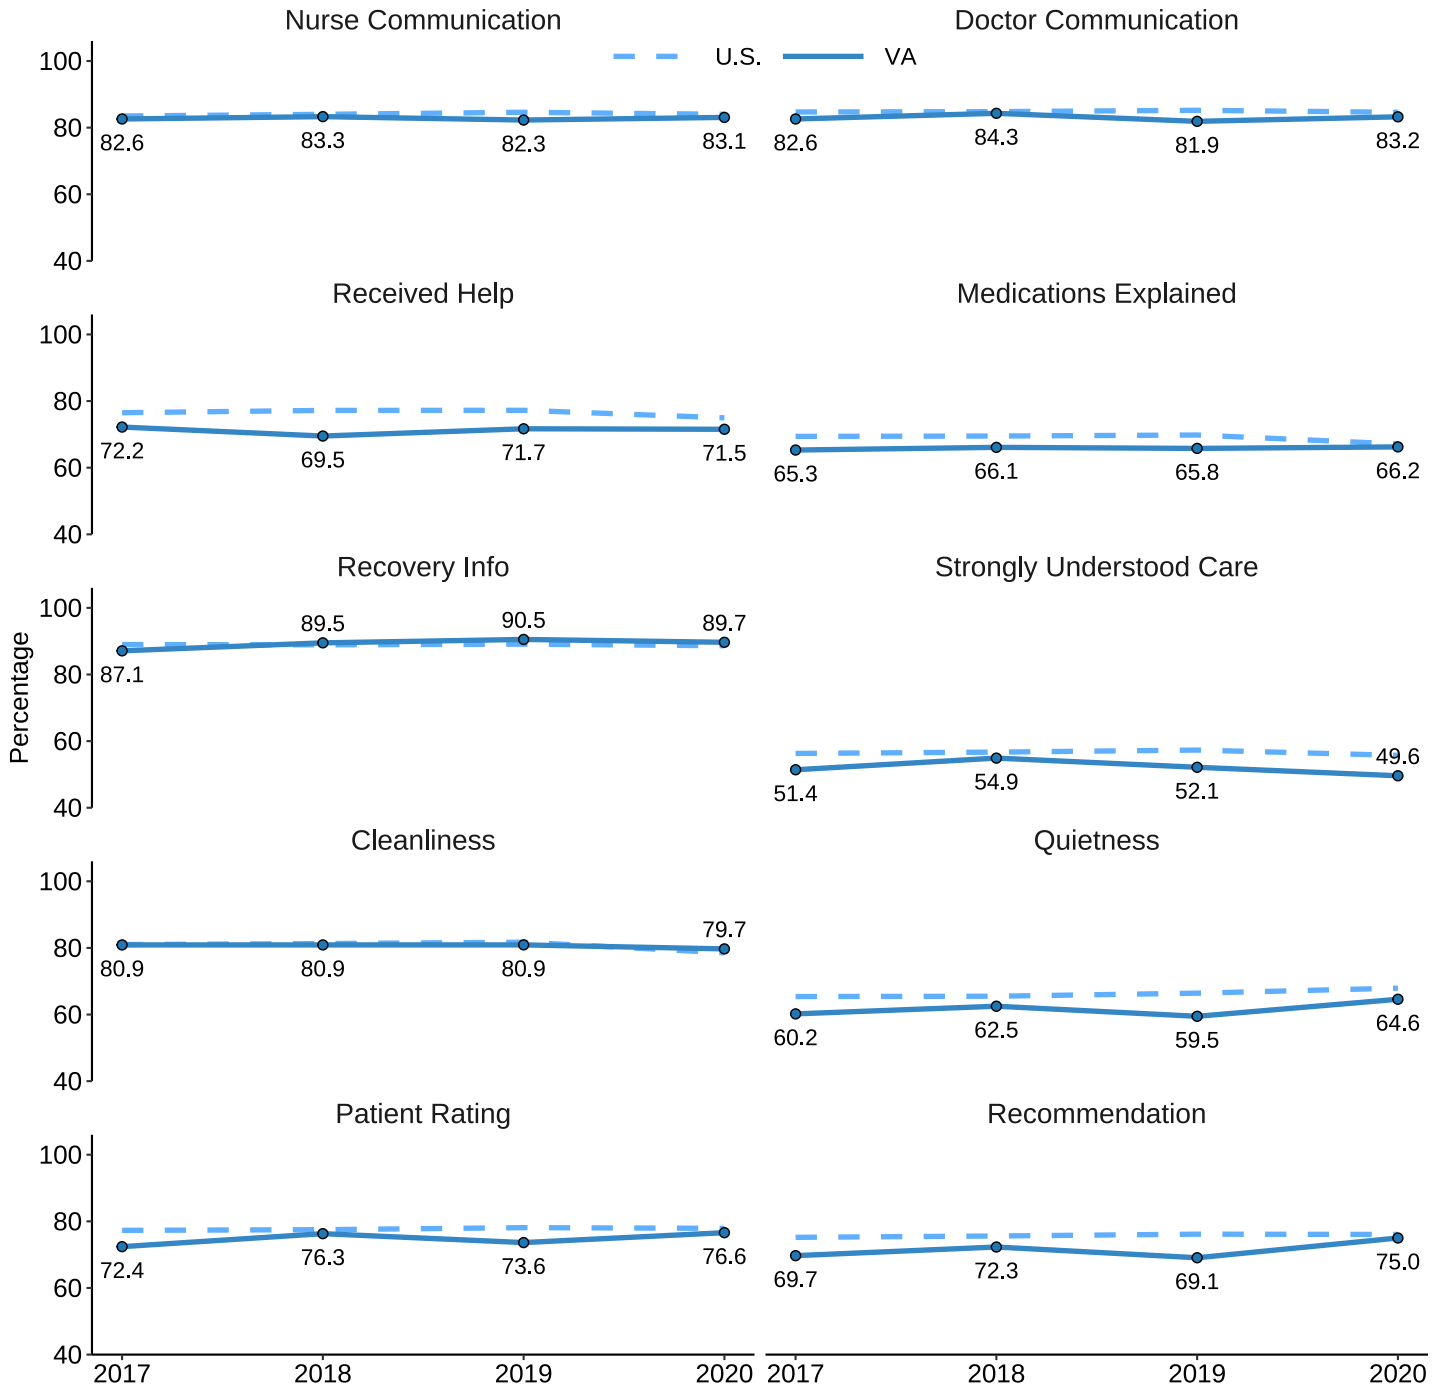 Nurse Communication
Doctor Communication
U.S. VA
100
80
60
40
82.6 83.3 82.3 83.1
82.6 84.3 81.9 83.2
Received Help
Medications Explained
100
80
60
40
72.2 69.5 71.7 71.5
65.3 66.1 65.8 66.2
Recovery Info
Strongly Understood Care
Percentage
100
80
60
40
87.1 89.5 90.5 89.7
51.4 54.9 52.1 49.6
Cleanliness
Quietness
100
80
60
40
80.9 80.9 80.9 79.7
60.2 62.5 59.5 64.6
Patient Rating
Recommendation
100
80
60
40
72.4 76.3 73.6 76.6
69.7 72.3 69.1 75.0
2017 2018 2019 2020 2017 2018 2019 2020